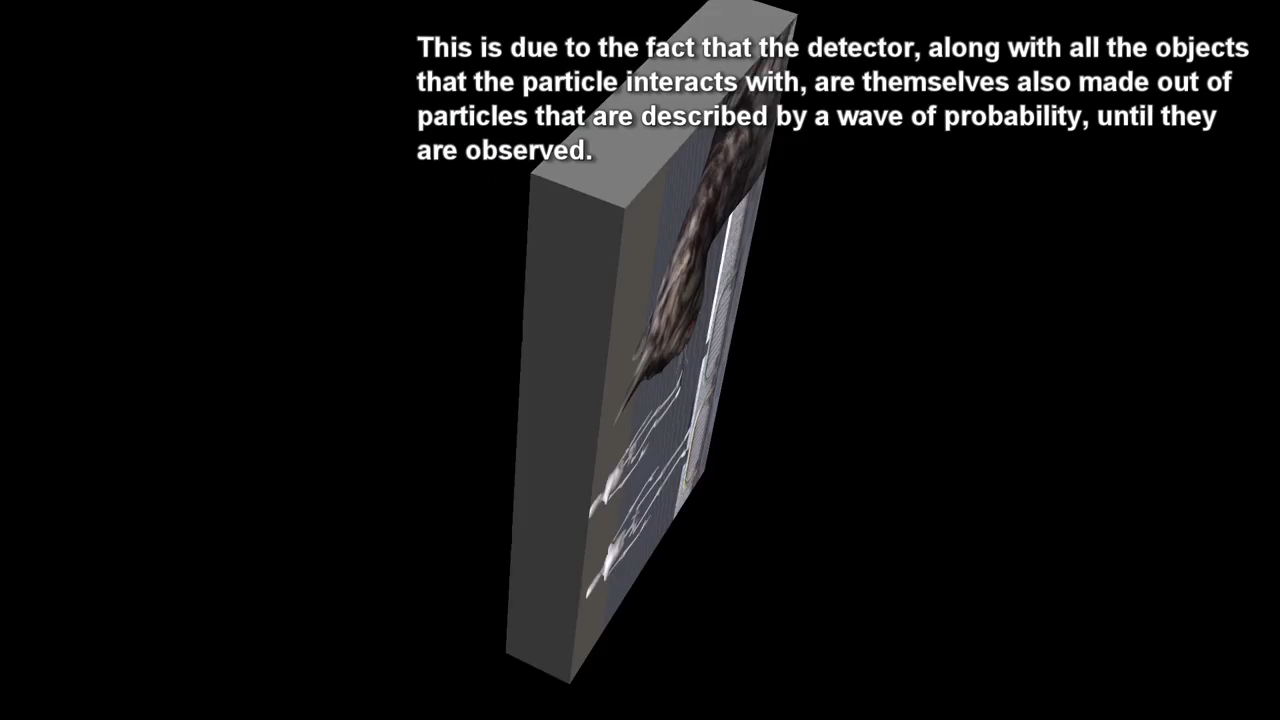 This is due to the fact that the detector, along with all the objects
that the particle interacts with, are themselves also made out of
particles that are described by a wave of probability, until they
are observed.